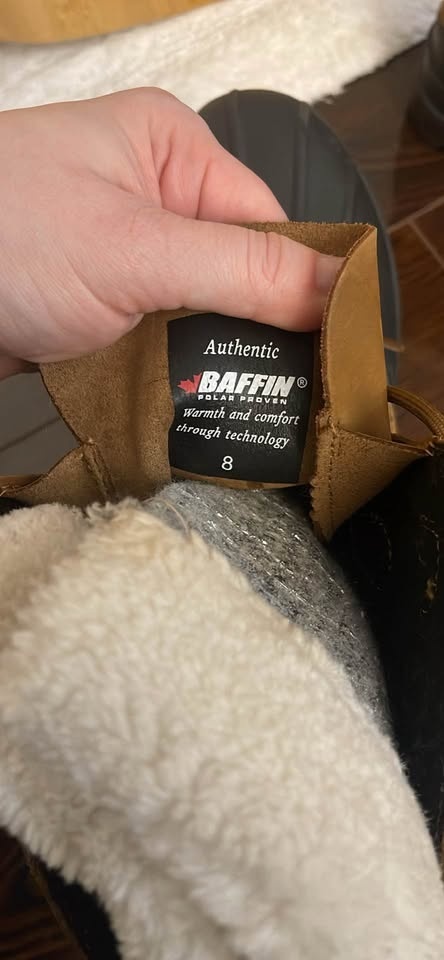 Authentic
BAFFIN®
POLAR PROVEN
Warmth and comfort
through technology
8